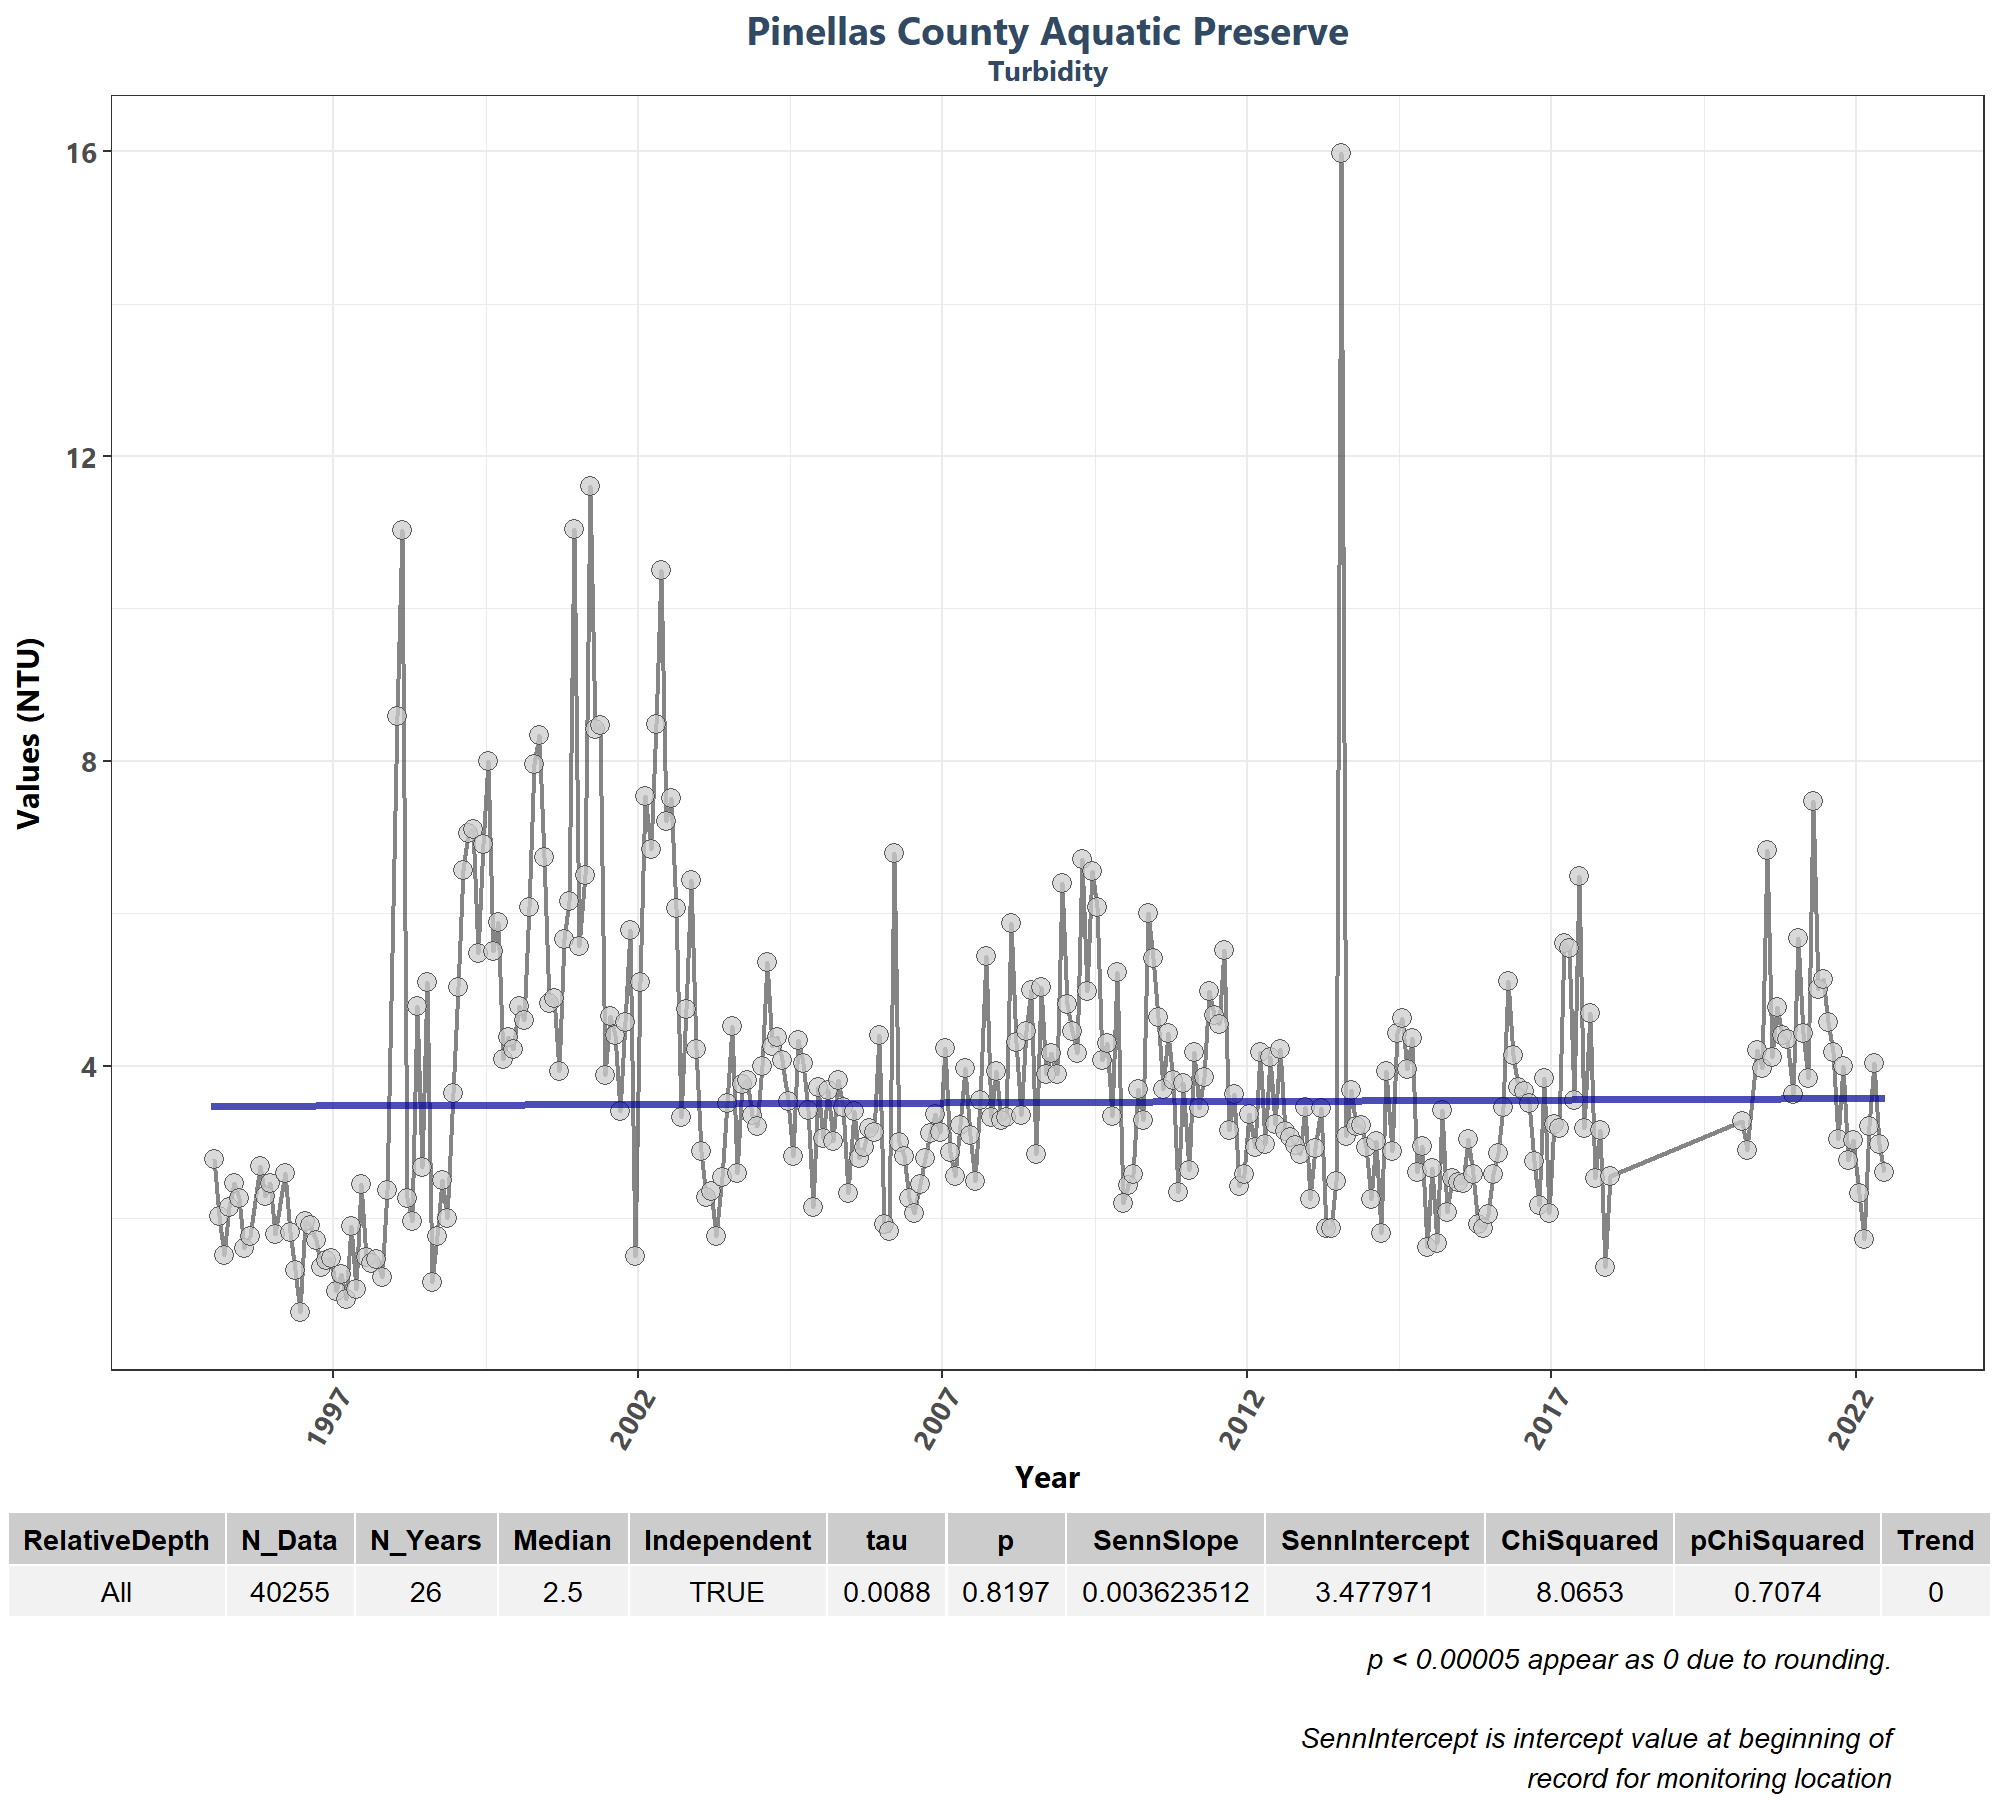 Pinellas County Aquatic Preserve
Turbidity
Values (NTU)
16
12
8
4
1997 2002 2007 2012 2017 2022
Year
RelativeDepth N_Data N_Years Median Independent tau p SennSlope SennIntercept ChiSquared pChiSquared Trend
All 40255 26 2.5 TRUE 0.0088 0.8197 0.003623512 3.477971 8.0653 0.7074 0
p < 0.00005 appear as 0 due to rounding.
SennIntercept is intercept value at beginning of
record for monitoring location